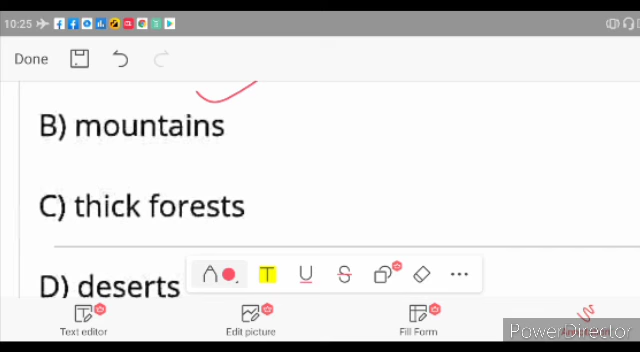 10:25
Done
B) mountains
C) thick forests
D) deserts
Text editor
Edit picture
Fill Form
PowerDirector